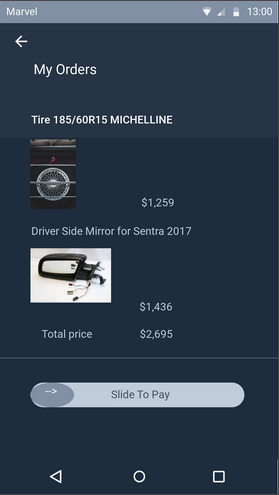 Marvel 13:00
My Orders
Tire 185/60R15 MICHELLINE
$1,259
Driver Side Mirror for Sentra 2017
$1,436
Total price $2,695
--> Slide To Pay